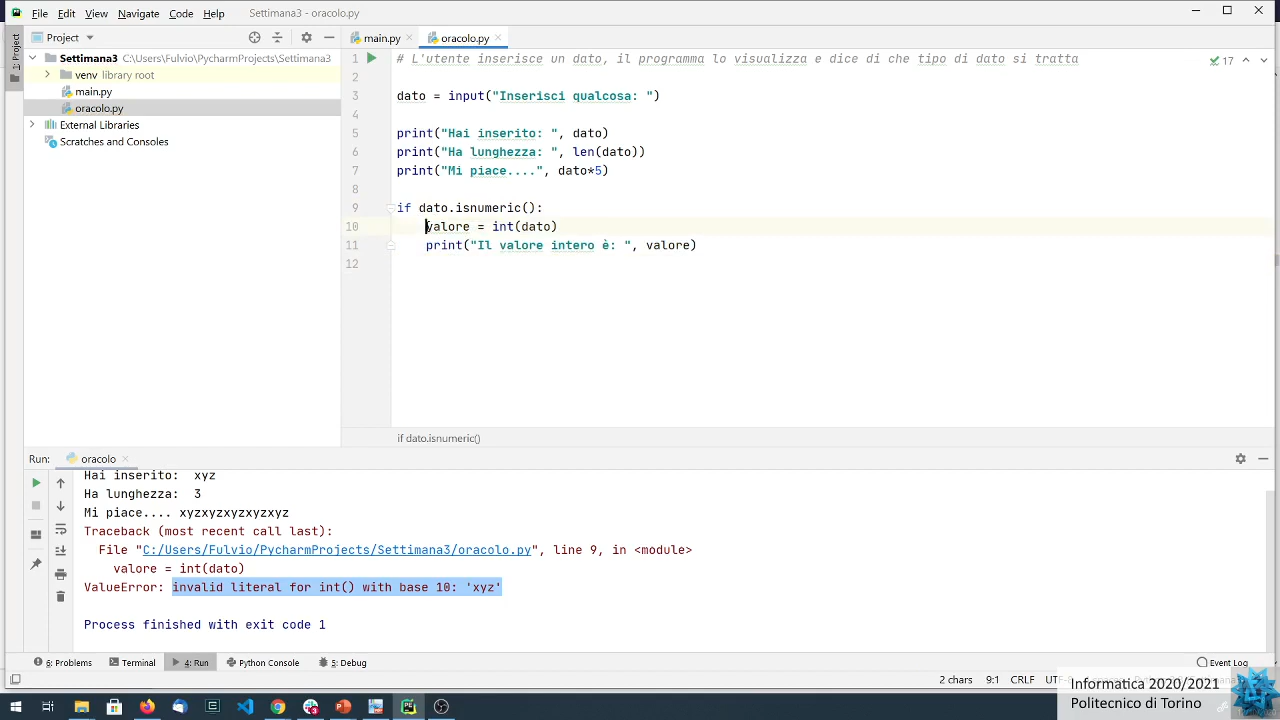 File Edit View Navigate Code Help Settimana3 - oracolo.py
Project main.py oracolo.py
Project
Settimana3 C:\Users\Fulvio\PycharmProjects\Settimana3
venv library root
main.py
oracolo.py
External Libraries
Scratches and Consoles
1 # L'utente inserisce un dato, il programma lo visualizza e dice di che tipo di dato si tratta
17
2
3 dato = input("Inserisci qualcosa: ")
4
5 print("Hai inserito: ", dato)
6 print("Ha lunghezza: ", len(dato))
7 print("Mi piace....", dato*5)
8
9 if dato.isnumeric():
10 valore = int(dato)
11 print("Il valore intero è: ", valore)
12
if dato.isnumeric()
Run: oracolo
Hai inserito:  xyz
Ha lunghezza:  3
Mi piace.... xyzxyzxyzxyzxyz
Traceback (most recent call last):
File "C:/Users/Fulvio/PycharmProjects/Settimana3/oracolo.py", line 9, in <module>
valore = int(dato)
ValueError: invalid literal for int() with base 10: 'xyz'
Process finished with exit code 1
6: Problems Terminal 4: Run Python Console 5: Debug Event Log
2 chars 9:1 CRLF
Informatica 2020/2021
Politecnico di Torino